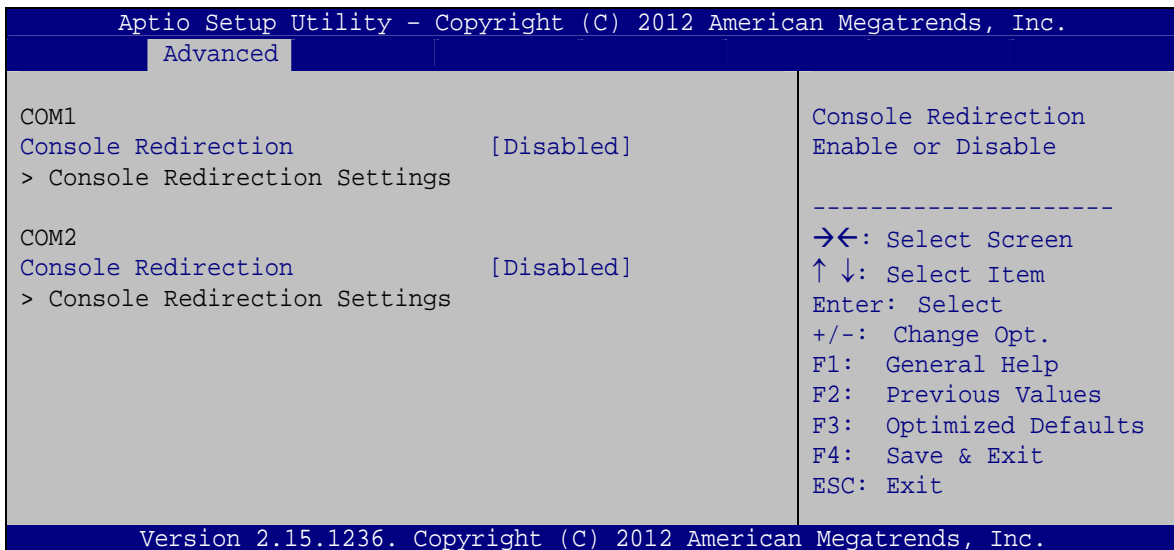 Aptio Setup Utility – Copyright (C) 2012 American Megatrends, Inc.
Advanced
COM1
Console Redirection [Disabled]
> Console Redirection Settings
COM2
Console Redirection [Disabled]
> Console Redirection Settings
Console Redirection
Enable or Disable
---------------------
→←: Select Screen
↑ ↓: Select Item
Enter: Select
+/-: Change Opt.
F1: General Help
F2: Previous Values
F3: Optimized Defaults
F4: Save & Exit
ESC: Exit
Version 2.15.1236. Copyright (C) 2012 American Megatrends, Inc.